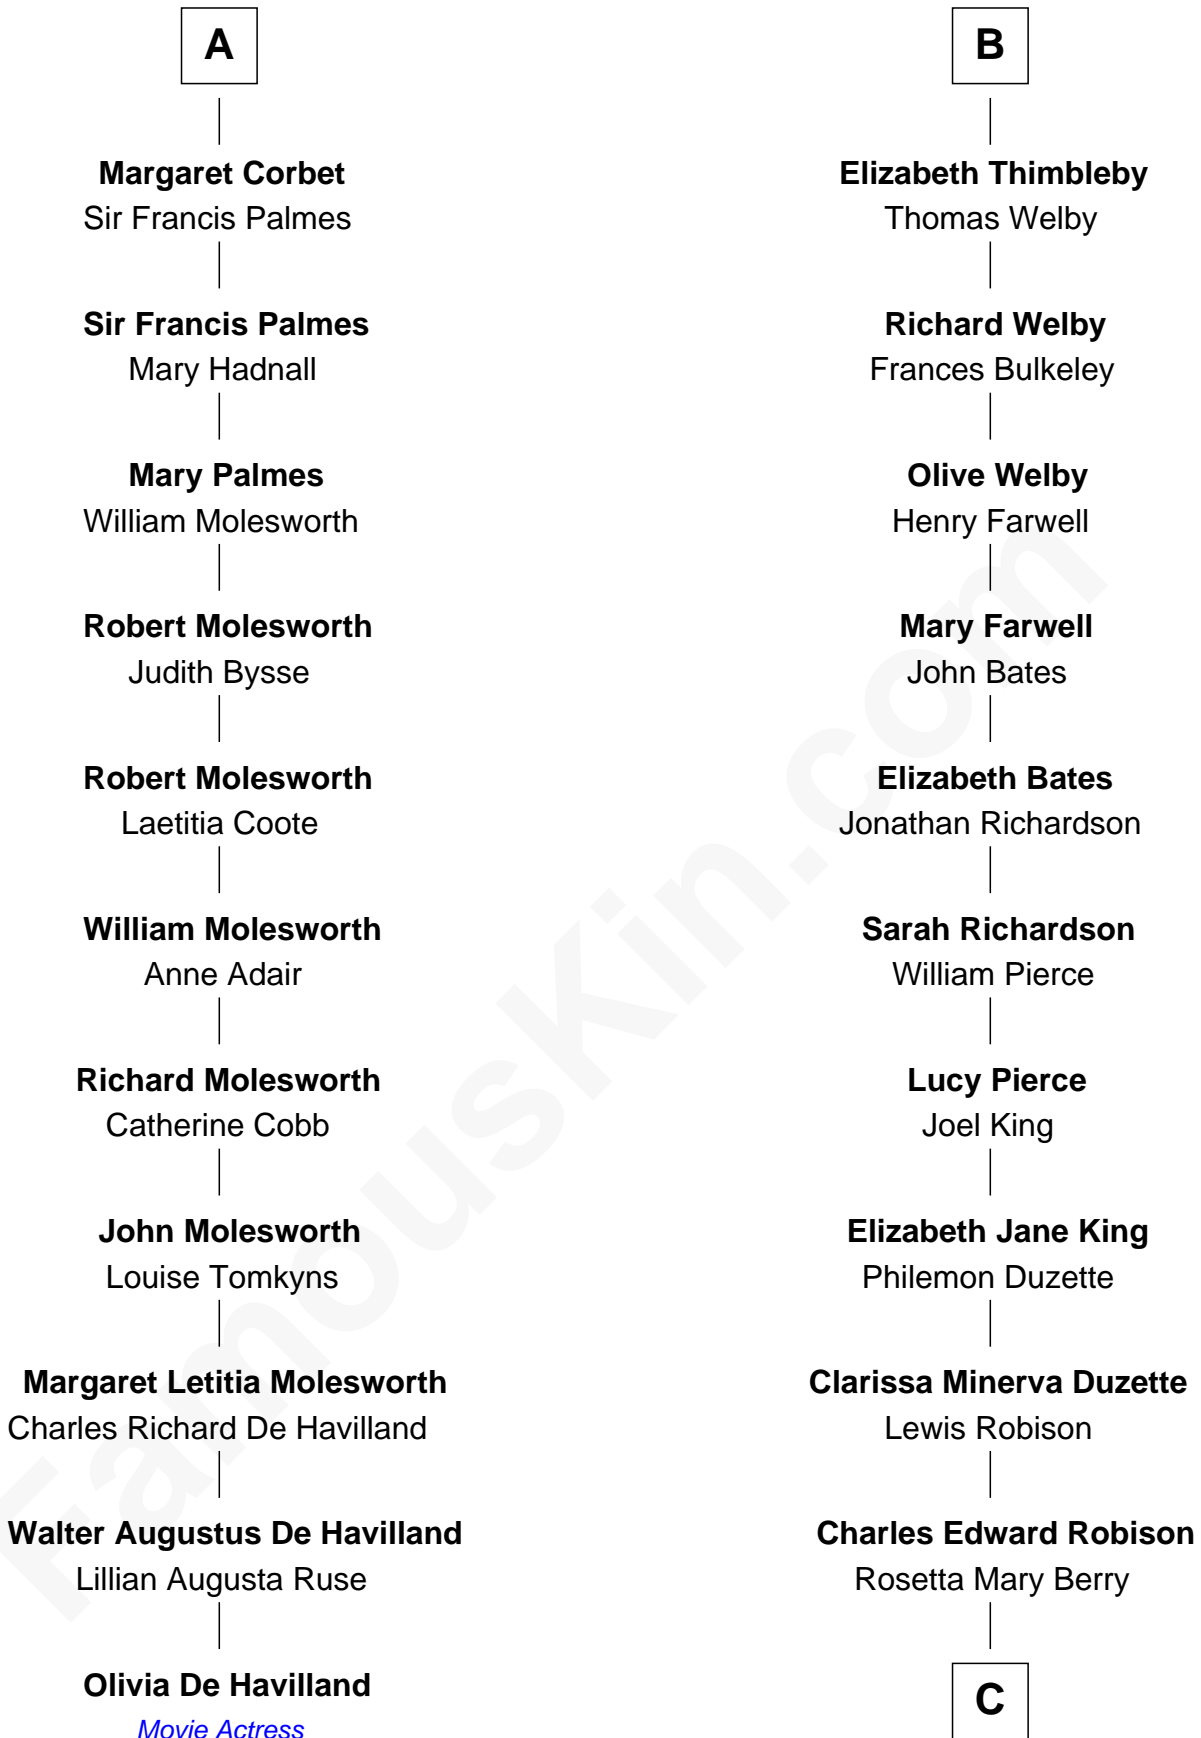 A
Margaret Corbet
Sir Francis Palmes
Sir Francis Palmes
Mary Hadnall
Mary Palmes
William Molesworth
Robert Molesworth
Judith Bysse
Robert Molesworth
Laetitia Coote
William Molesworth
Anne Adair
Richard Molesworth
Catherine Cobb
John Molesworth
Louise Tomkyns
Margaret Letitia Molesworth
Charles Richard De Havilland
Walter Augustus De Havilland
Lillian Augusta Ruse
Olivia De Havilland
Movie Actress
B
Elizabeth Thimbleby
Thomas Welby
Richard Welby
Frances Bulkeley
Olive Welby
Henry Farwell
Mary Farwell
John Bates
Elizabeth Bates
Jonathan Richardson
Sarah Richardson
William Pierce
Lucy Pierce
Joel King
Elizabeth Jane King
Philemon Duzette
Clarissa Minerva Duzette
Lewis Robison
Charles Edward Robison
Rosetta Mary Berry
C
FamousKin.com